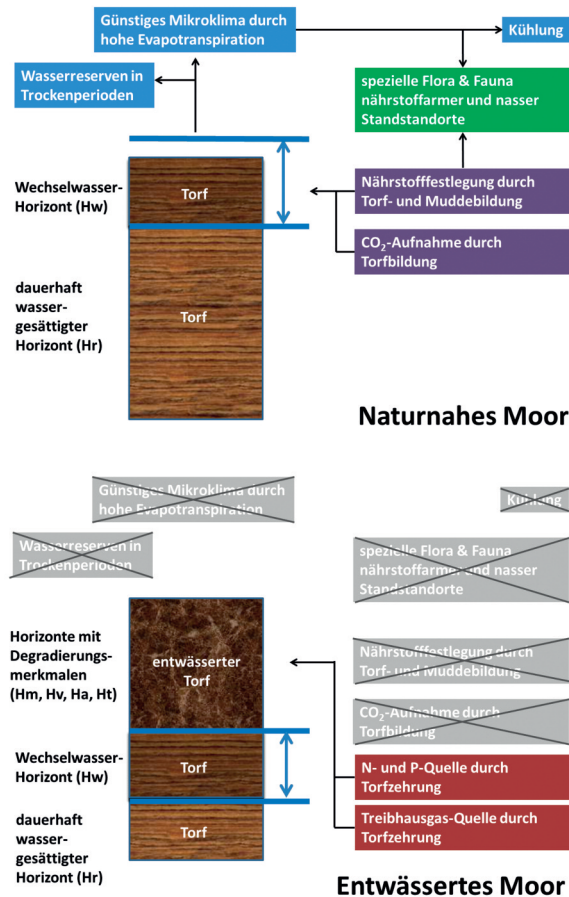 Günstiges Mikroklima durch
hohe Evapotranspiration
Kühlung
Wasserreserven in
Trockenperioden
spezielle Flora & Fauna
nährstoffarmer und nasser
Standstandorte
Wechselwasser-
Horizont (Hw)
Torf
Nährstofffestlegung durch
Torf- und Muddebildung
CO₂-Aufnahme durch
Torfbildung
dauerhaft
wasser-
gesättigter
Horizont (Hr)
Torf
Naturnahes Moor
Günstiges Mikroklima durch
hohe Evapotranspiration
Kühlung
Wasserreserven in
Trockenperioden
spezielle Flora & Fauna
nährstoffarmer und nasser
Standstandorte
Horizonte mit
Degradierungs-
merkmalen
(Hm, Hv, Ha, Ht)
entwässerter
Torf
Nährstofffestlegung durch
Torf- und Muddebildung
CO₂-Aufnahme durch
Torfbildung
Wechselwasser-
Horizont (Hw)
Torf
N- und P-Quelle durch
Torfzehrung
dauerhaft
wasser-
gesättigter
Horizont (Hr)
Torf
Treibhausgas-Quelle durch
Torfzehrung
Entwässertes Moor